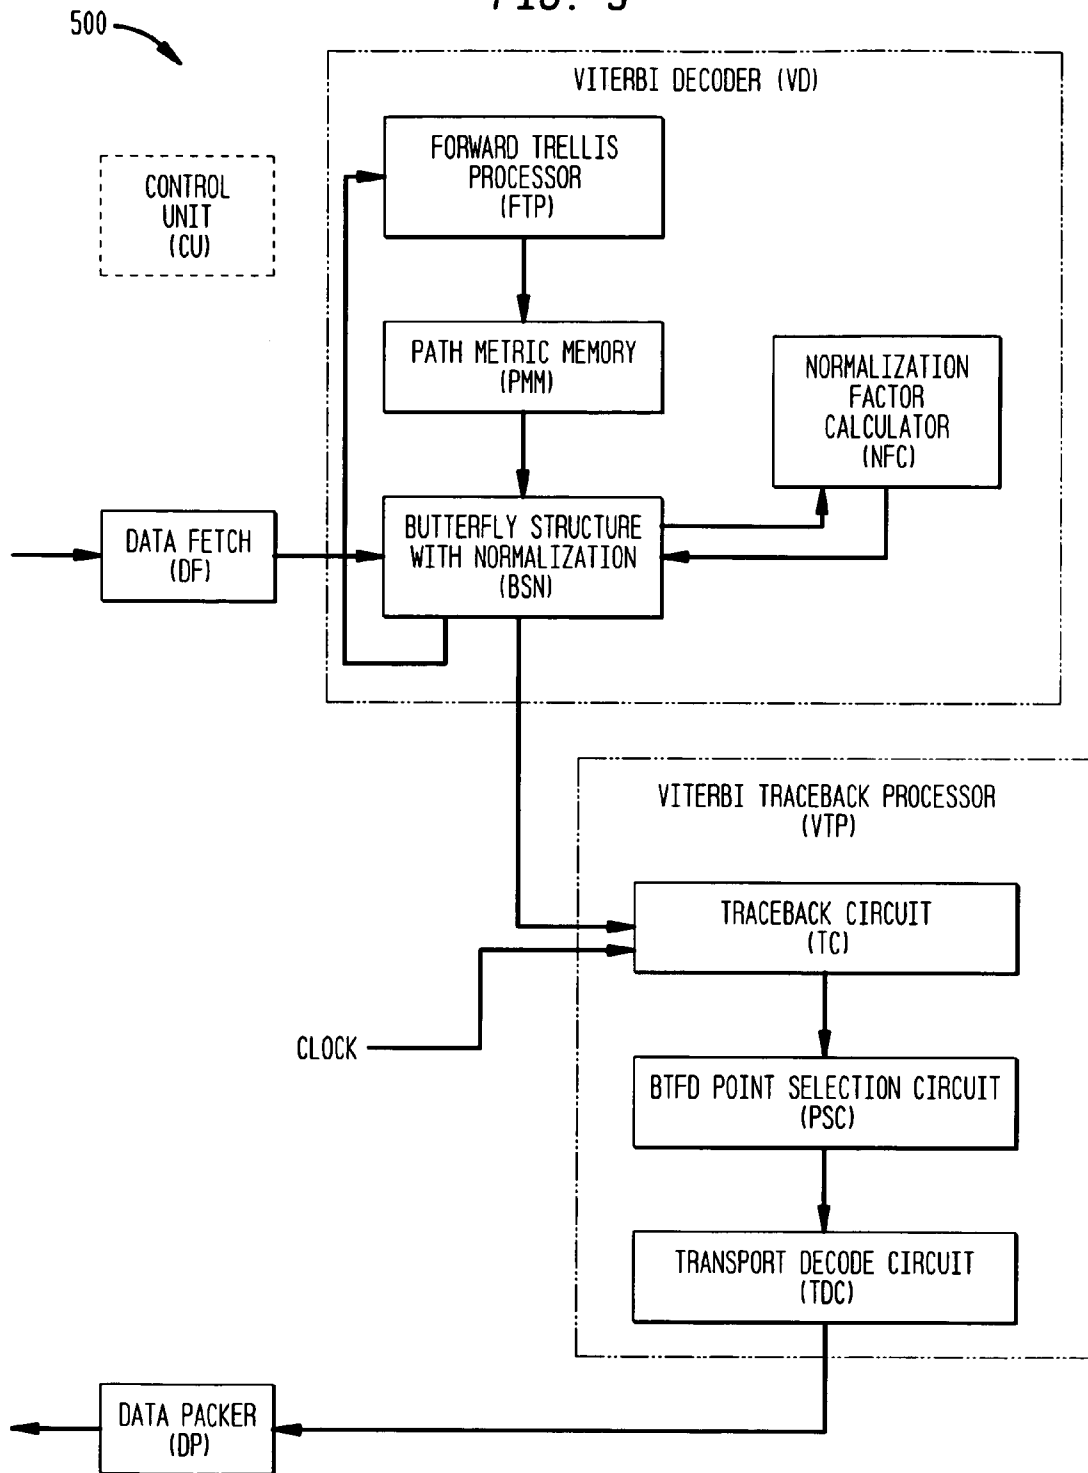 500
VITERBI DECODER (VD)
FORWARD TRELLIS
PROCESSOR
(FTP)
CONTROL
UNIT
(CU)
PATH METRIC MEMORY
(PMM)
NORMALIZATION
FACTOR
CALCULATOR
(NFC)
BUTTERFLY STRUCTURE
WITH NORMALIZATION
(BSN)
DATA FETCH
(DF)
VITERBI TRACEBACK PROCESSOR
(VTP)
TRACEBACK CIRCUIT
(TC)
CLOCK
BTFD POINT SELECTION CIRCUIT
(PSC)
TRANSPORT DECODE CIRCUIT
(TDC)
DATA PACKER
(DP)